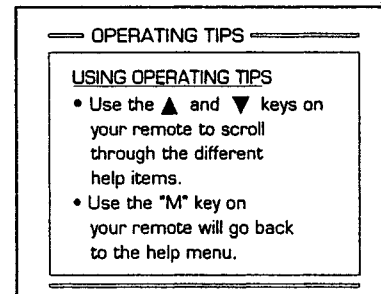 OPERATING TIPS
USING OPERATING TIPS
• Use the ▲ and ▼ keys on
your remote to scroll
through the different
help items.
• Use the "M" key on
your remote will go back
to the help menu.